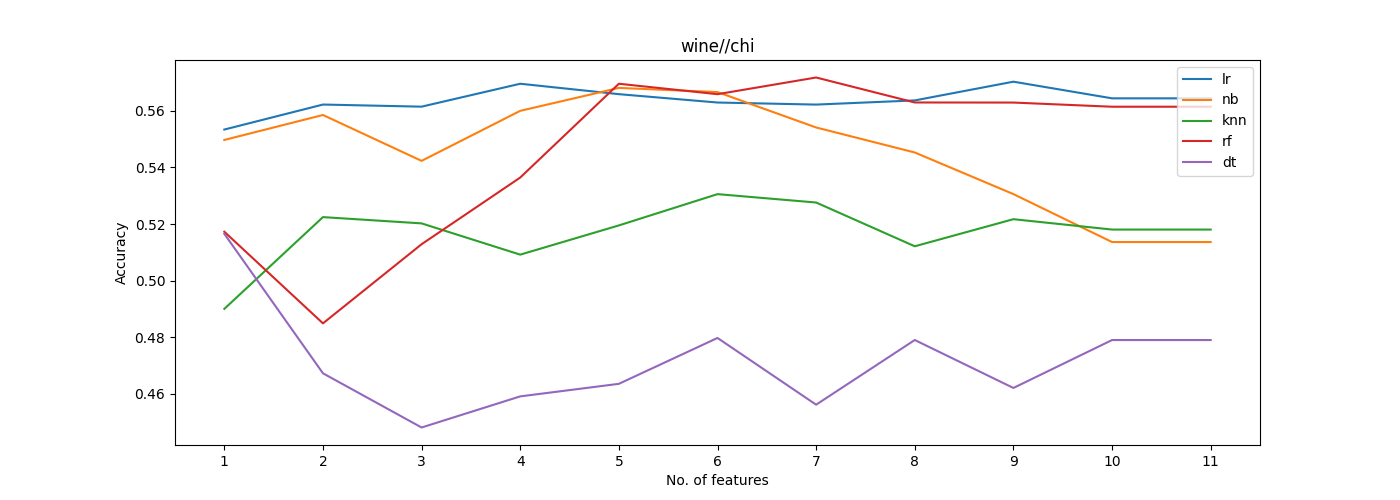 wine//chi
lr
nb
knn
rf
dt
Accuracy
0.56
0.54
0.52
0.50
0.48
0.46
1 2 3 4 5 6 7 8 9 10 11
No. of features